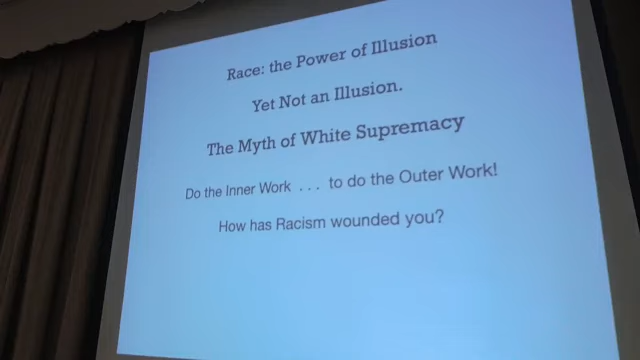 Race: the Power of Illusion
Yet Not an Illusion.
The Myth of White Supremacy
Do the Inner Work . . . to do the Outer Work!
How has Racism wounded you?